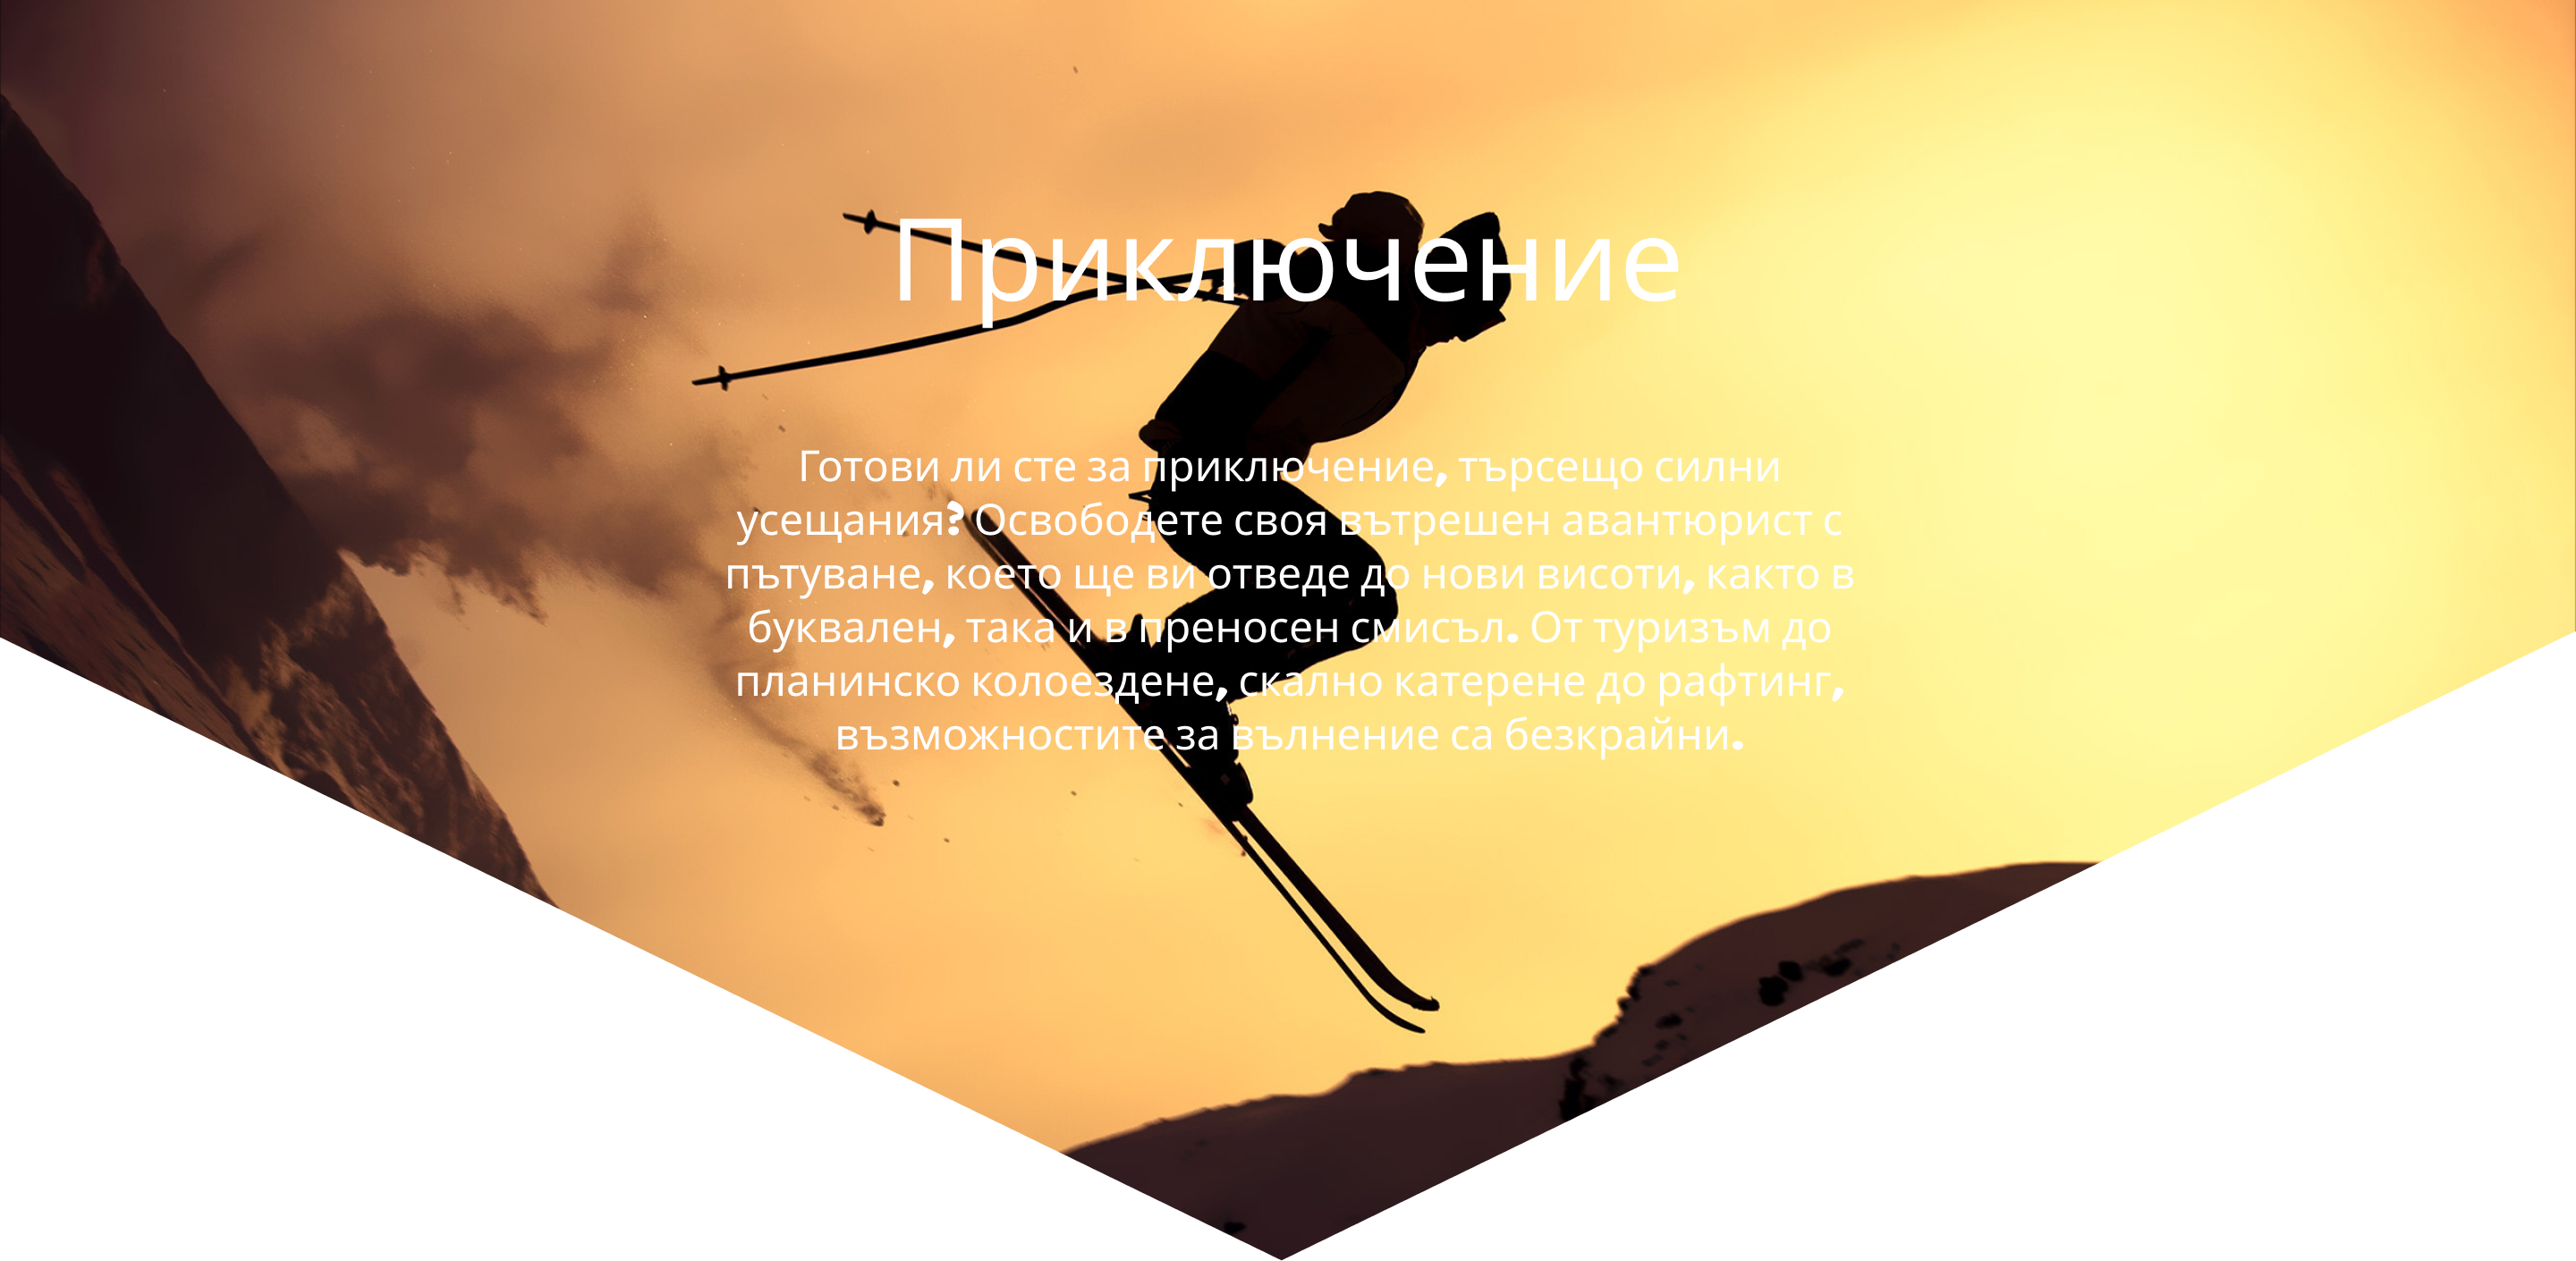 Приключение
Готови ли сте за приключение, търсещо силни
усещания? Освободете своя вътрешен авантюрист с
пътуване, което ще ви отведе до нови висоти, както в
буквален, така и в преносен смисъл. От туризъм до
планинско колоездене, скално катерене до рафтинг,
възможностите за вълнение са безкрайни.